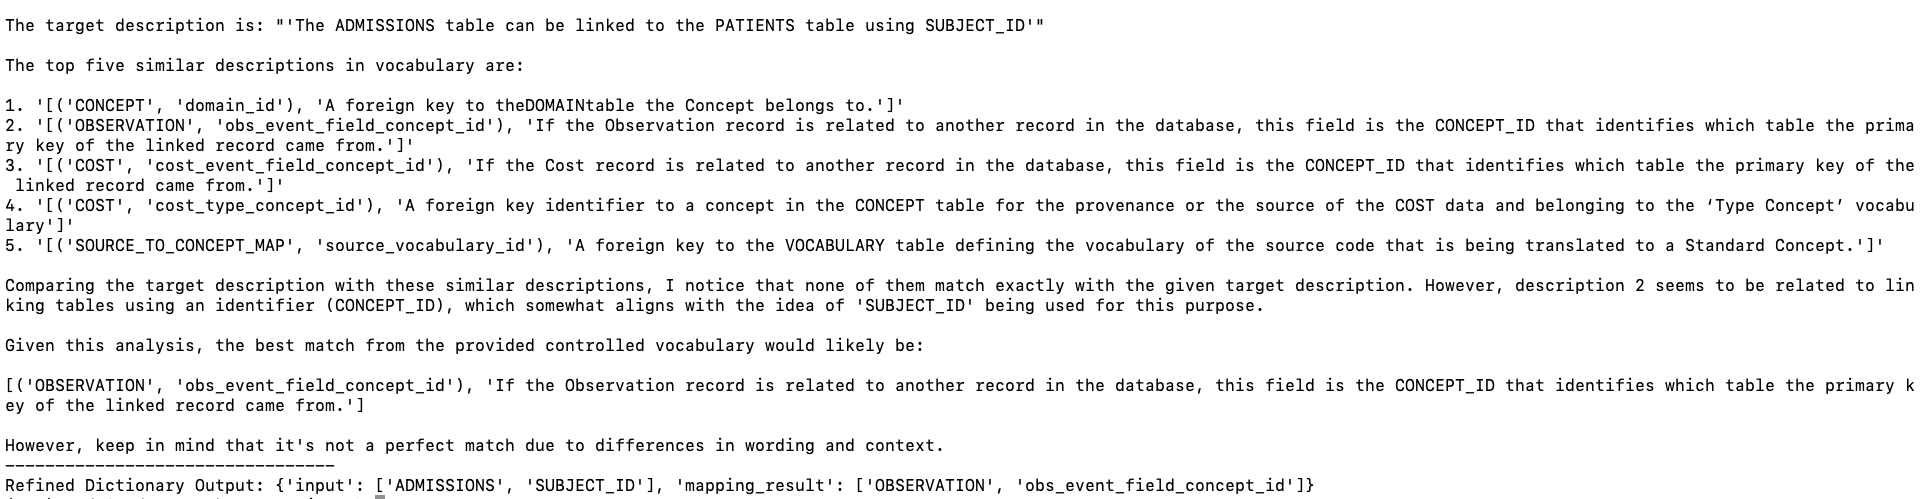 The target description is: "'The ADMISSIONS table can be linked to the PATIENTS table using SUBJECT_ID'"
The top five similar descriptions in vocabulary are:
1. '[('CONCEPT', 'domain_id'), 'A foreign key to theDOMAINtable the Concept belongs to.']'
2. '[('OBSERVATION', 'obs_event_field_concept_id'), 'If the Observation record is related to another record in the database, this field is the CONCEPT_ID that identifies which table the prima
ry key of the linked record came from.']'
3. '[('COST', 'cost_event_field_concept_id'), 'If the Cost record is related to another record in the database, this field is the CONCEPT_ID that identifies which table the primary key of the
 linked record came from.']'
4. '[('COST', 'cost_type_concept_id'), 'A foreign key identifier to a concept in the CONCEPT table for the provenance or the source of the COST data and belonging to the ‘Type Concept’ vocabu
lary']'
5. '[('SOURCE_TO_CONCEPT_MAP', 'source_vocabulary_id'), 'A foreign key to the VOCABULARY table defining the vocabulary of the source code that is being translated to a Standard Concept.']'
Comparing the target description with these similar descriptions, I notice that none of them match exactly with the given target description. However, description 2 seems to be related to lin
king tables using an identifier (CONCEPT_ID), which somewhat aligns with the idea of 'SUBJECT_ID' being used for this purpose.
Given this analysis, the best match from the provided controlled vocabulary would likely be:
[('OBSERVATION', 'obs_event_field_concept_id'), 'If the Observation record is related to another record in the database, this field is the CONCEPT_ID that identifies which table the primary k
ey of the linked record came from.']
However, keep in mind that it's not a perfect match due to differences in wording and context.
---------------------------------
Refined Dictionary Output: {'input': ['ADMISSIONS', 'SUBJECT_ID'], 'mapping_result': ['OBSERVATION', 'obs_event_field_concept_id']}